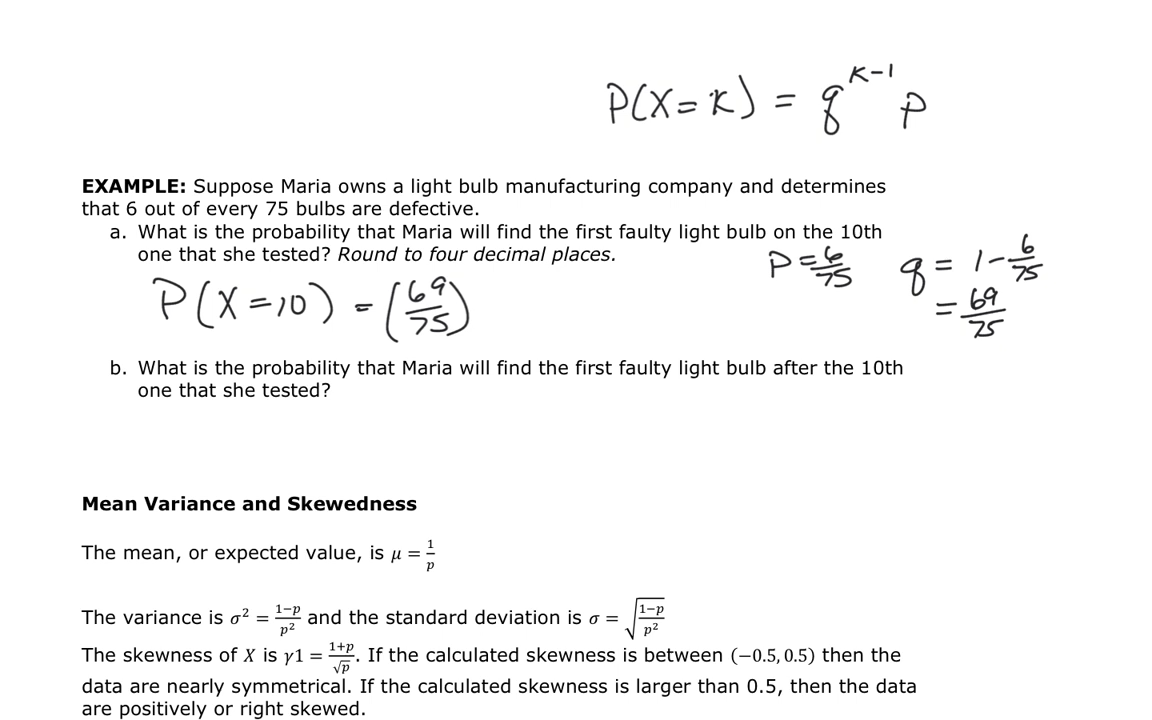 P(X=K) = q^(K-1) p
EXAMPLE: Suppose Maria owns a light bulb manufacturing company and determines
that 6 out of every 75 bulbs are defective.
a. What is the probability that Maria will find the first faulty light bulb on the 10th
one that she tested? Round to four decimal places.
P = 6/75 q = 1 - 6/75
= 69/75
P(X=10) = (69/75)
b. What is the probability that Maria will find the first faulty light bulb after the 10th
one that she tested?
Mean Variance and Skewedness
The mean, or expected value, is μ = 1/p
The variance is σ² = (1−p)/p² and the standard deviation is σ = √((1−p)/p²)
The skewness of X is γ1 = (1+p)/√p. If the calculated skewness is between (−0.5, 0.5) then the
data are nearly symmetrical. If the calculated skewness is larger than 0.5, then the data
are positively or right skewed.